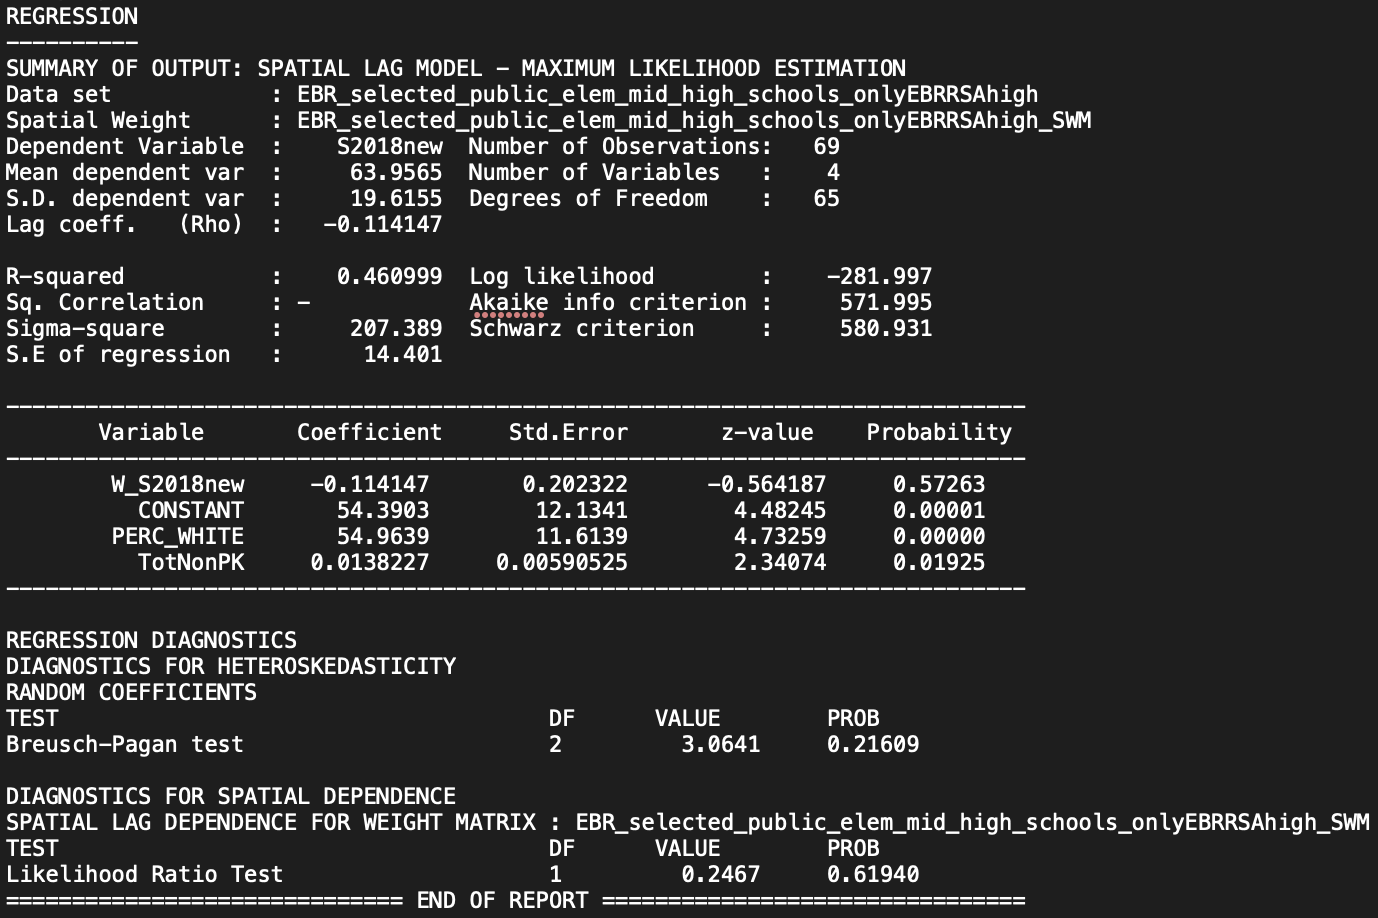 REGRESSION
----------
SUMMARY OF OUTPUT: SPATIAL LAG MODEL - MAXIMUM LIKELIHOOD ESTIMATION
Data set            : EBR_selected_public_elem_mid_high_schools_onlyEBRRSAhigh
Spatial Weight      : EBR_selected_public_elem_mid_high_schools_onlyEBRRSAhigh_SWM
Dependent Variable  :    S2018new  Number of Observations:   69
Mean dependent var  :     63.9565  Number of Variables   :    4
S.D. dependent var  :     19.6155  Degrees of Freedom    :   65
Lag coeff.   (Rho)  :   -0.114147

R-squared           :    0.460999  Log likelihood        :    -281.997
Sq. Correlation     : -            Akaike info criterion :     571.995
Sigma-square        :     207.389  Schwarz criterion     :     580.931
S.E of regression   :      14.401

-----------------------------------------------------------------------------
       Variable       Coefficient     Std.Error       z-value    Probability
-----------------------------------------------------------------------------
        W_S2018new     -0.114147       0.202322      -0.564187     0.57263
          CONSTANT       54.3903        12.1341        4.48245     0.00001
        PERC_WHITE       54.9639        11.6139        4.73259     0.00000
          TotNonPK     0.0138227     0.00590525        2.34074     0.01925
-----------------------------------------------------------------------------

REGRESSION DIAGNOSTICS
DIAGNOSTICS FOR HETEROSKEDASTICITY
RANDOM COEFFICIENTS
TEST                                     DF      VALUE        PROB
Breusch-Pagan test                       2         3.0641     0.21609

DIAGNOSTICS FOR SPATIAL DEPENDENCE
SPATIAL LAG DEPENDENCE FOR WEIGHT MATRIX : EBR_selected_public_elem_mid_high_schools_onlyEBRRSAhigh_SWM
TEST                                     DF      VALUE        PROB
Likelihood Ratio Test                    1         0.2467     0.61940
============================== END OF REPORT ================================